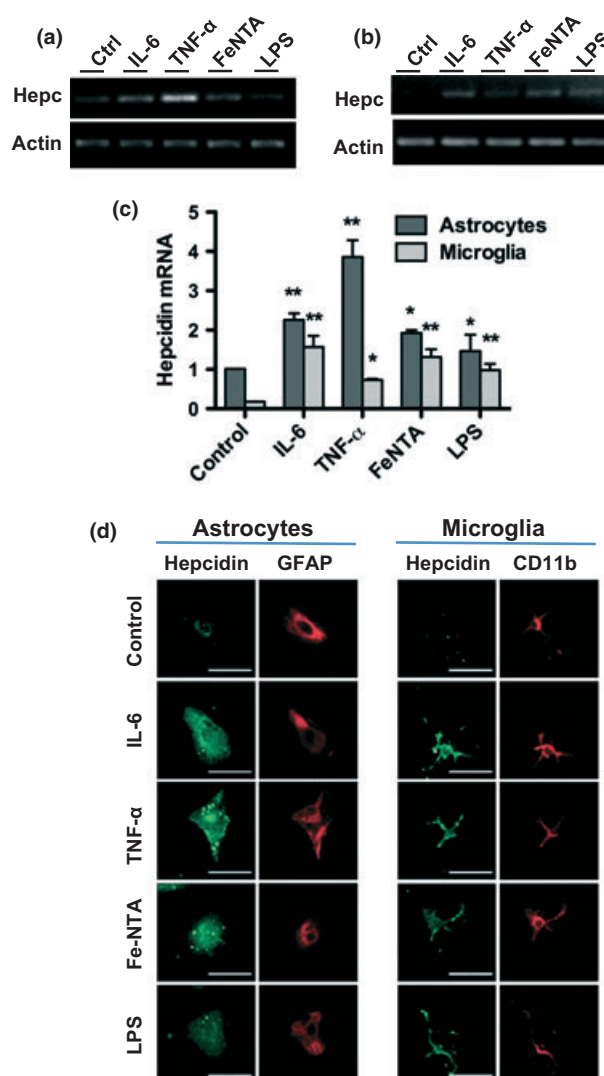 (a)
Ctrl IL-6 TNF-α FeNTA LPS
Hepc
Actin
(b)
Ctrl IL-6 TNF-α FeNTA LPS
Hepc
Actin
(c)
Hepcidin mRNA
5
4
3
2
1
0
Astrocytes
Microglia
** ** ** * * ** * **
Control IL-6 TNF-α FeNTA LPS
(d)
Astrocytes Microglia
Hepcidin GFAP Hepcidin CD11b
Control
IL-6
TNF-α
Fe-NTA
LPS